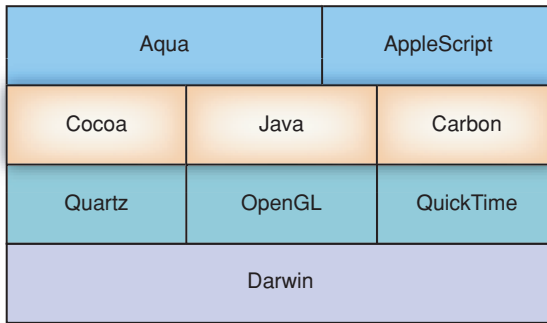 Aqua AppleScript
Cocoa Java Carbon
Quartz OpenGL QuickTime
Darwin